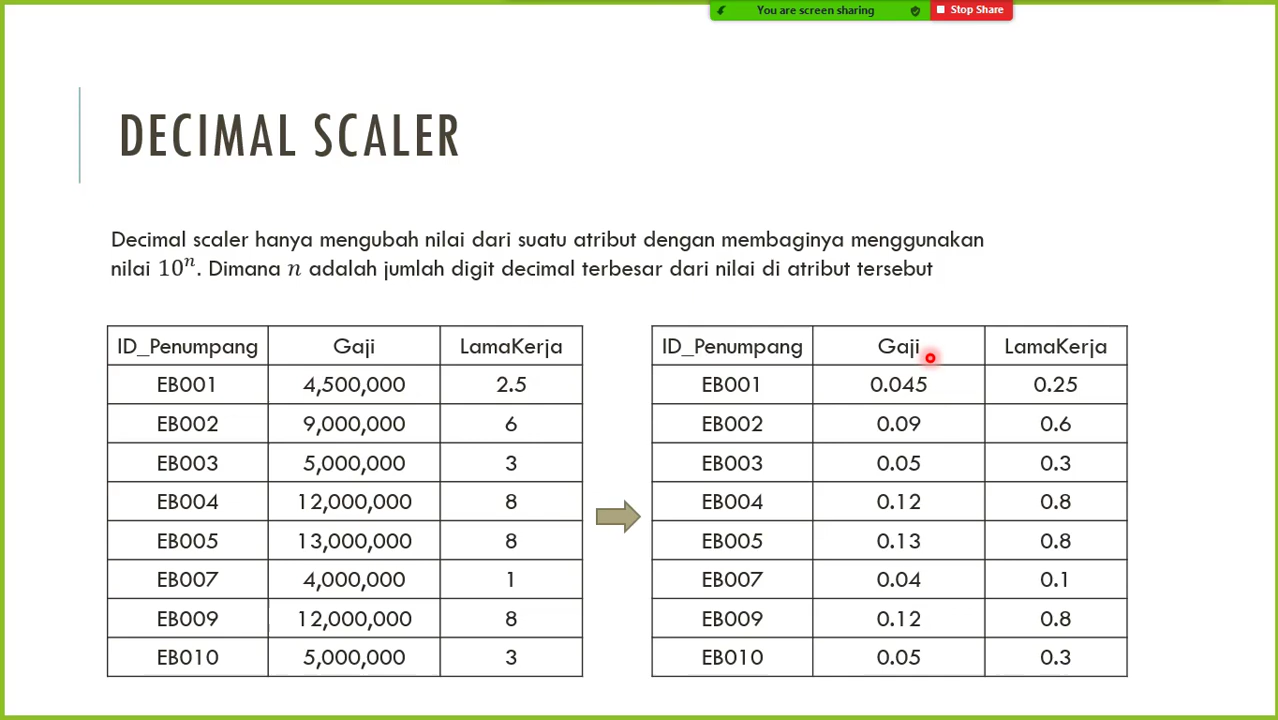 You are screen sharing
Stop Share
DECIMAL SCALER
Decimal scaler hanya mengubah nilai dari suatu atribut dengan membaginya menggunakan
nilai 10ⁿ. Dimana n adalah jumlah digit decimal terbesar dari nilai di atribut tersebut
ID_Penumpang Gaji LamaKerja
EB001 4,500,000 2.5
EB002 9,000,000 6
EB003 5,000,000 3
EB004 12,000,000 8
EB005 13,000,000 8
EB007 4,000,000 1
EB009 12,000,000 8
EB010 5,000,000 3
ID_Penumpang Gaji LamaKerja
EB001 0.045 0.25
EB002 0.09 0.6
EB003 0.05 0.3
EB004 0.12 0.8
EB005 0.13 0.8
EB007 0.04 0.1
EB009 0.12 0.8
EB010 0.05 0.3